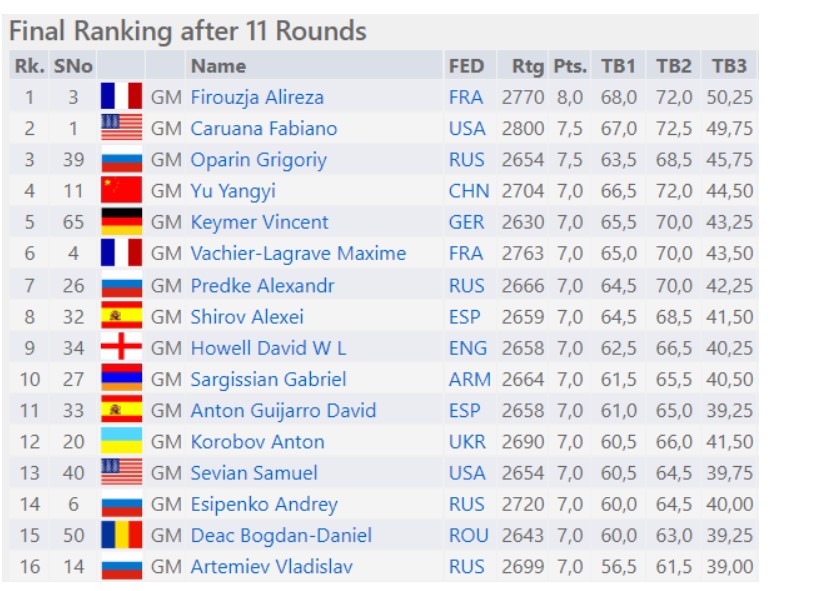 Final Ranking after 11 Rounds
Rk. SNo Name FED Rtg Pts. TB1 TB2 TB3
1 3 GM Firouzja Alireza FRA 2770 8,0 68,0 72,0 50,25
2 1 GM Caruana Fabiano USA 2800 7,5 67,0 72,5 49,75
3 39 GM Oparin Grigoriy RUS 2654 7,5 63,5 68,5 45,75
4 11 GM Yu Yangyi CHN 2704 7,0 66,5 72,0 44,50
5 65 GM Keymer Vincent GER 2630 7,0 65,5 70,0 43,25
6 4 GM Vachier-Lagrave Maxime FRA 2763 7,0 65,0 70,0 43,50
7 26 GM Predke Alexandr RUS 2666 7,0 64,5 70,0 42,25
8 32 GM Shirov Alexei ESP 2659 7,0 64,5 68,5 41,50
9 34 GM Howell David W L ENG 2658 7,0 62,5 66,5 40,25
10 27 GM Sargissian Gabriel ARM 2664 7,0 61,5 65,5 40,50
11 33 GM Anton Guijarro David ESP 2658 7,0 61,0 65,0 39,25
12 20 GM Korobov Anton UKR 2690 7,0 60,5 66,0 41,50
13 40 GM Sevian Samuel USA 2654 7,0 60,5 64,5 39,75
14 6 GM Esipenko Andrey RUS 2720 7,0 60,0 64,5 40,00
15 50 GM Deac Bogdan-Daniel ROU 2643 7,0 60,0 63,0 39,25
16 14 GM Artemiev Vladislav RUS 2699 7,0 56,5 61,5 39,00